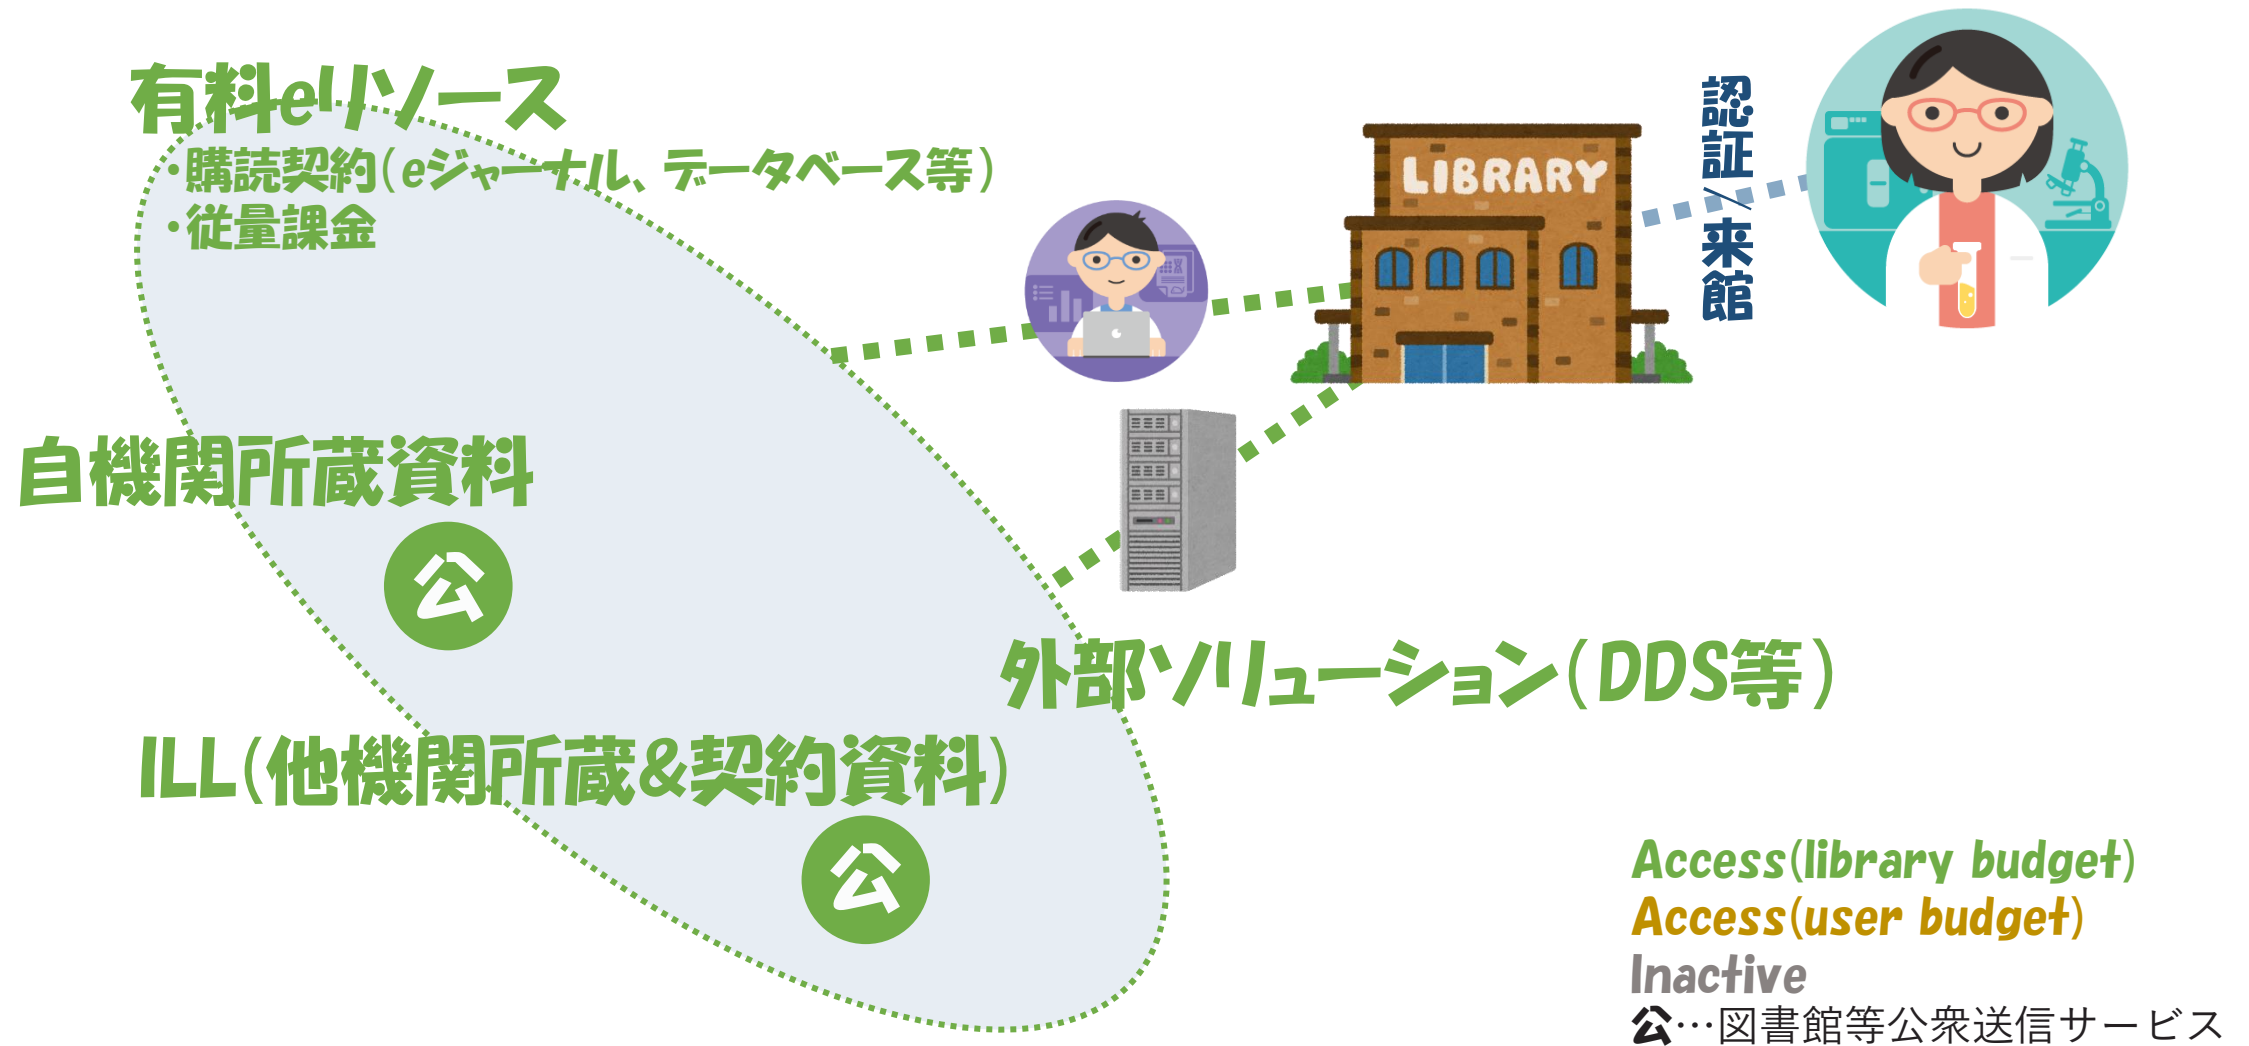 有料eリソース
・購読契約(eジャーナル、データベース等)
・従量課金
LIBRARY
認証/来館
自機関所蔵資料
公
外部ソリューション(DDS等)
ILL(他機関所蔵&契約資料)
公
Access(library budget)
Access(user budget)
Inactive
公…図書館等公衆送信サービス